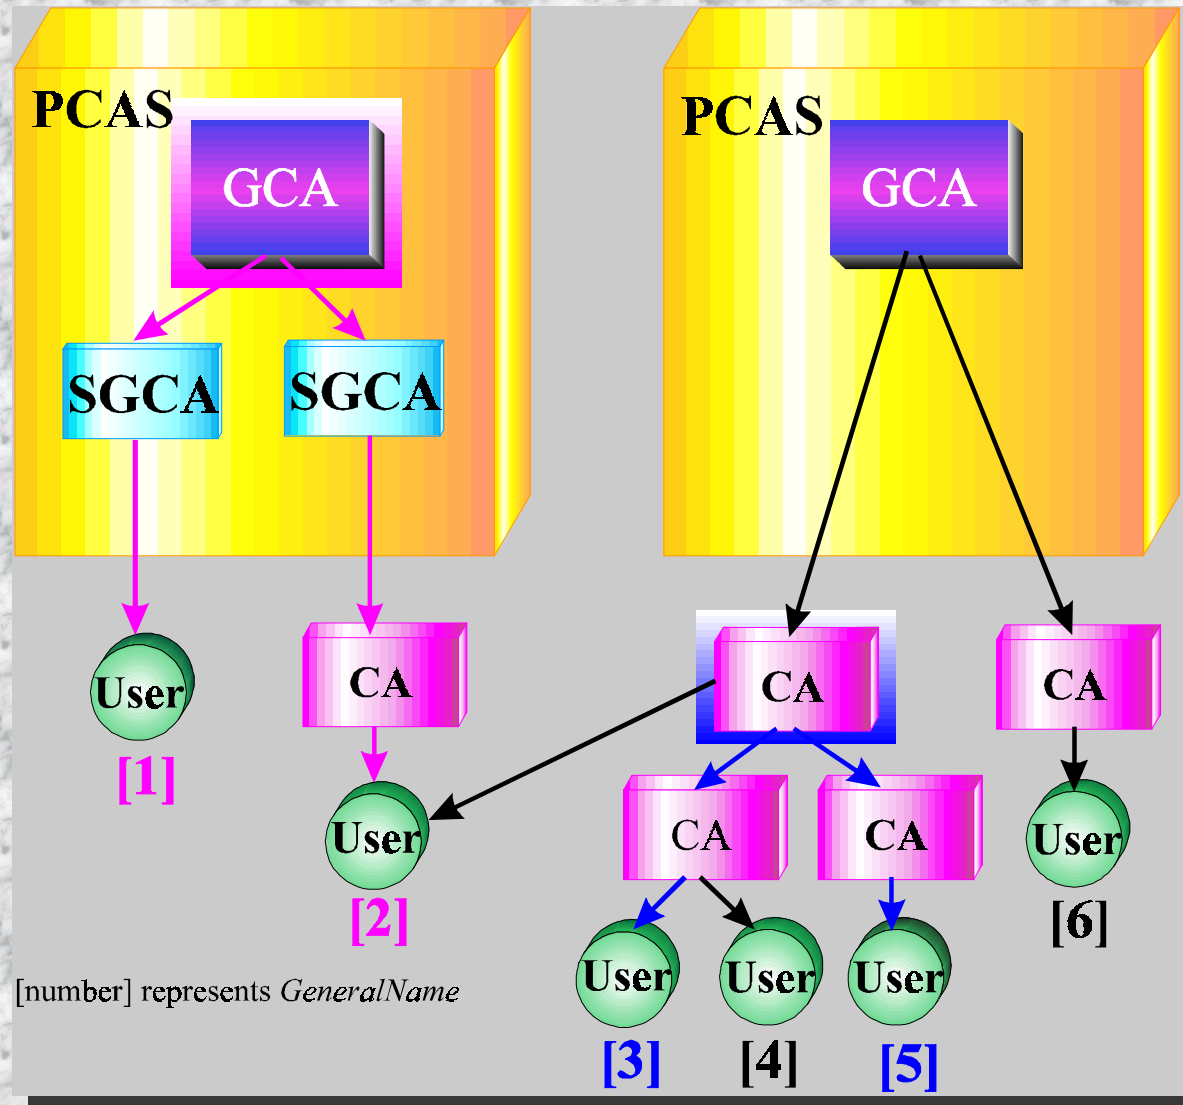 PCAS
GCA
SGCA
SGCA
User
[1]
CA
User
[2]
[number] represents GeneralName
PCAS
GCA
CA
CA
CA
CA
User
[3]
User
[4]
User
[5]
User
[6]